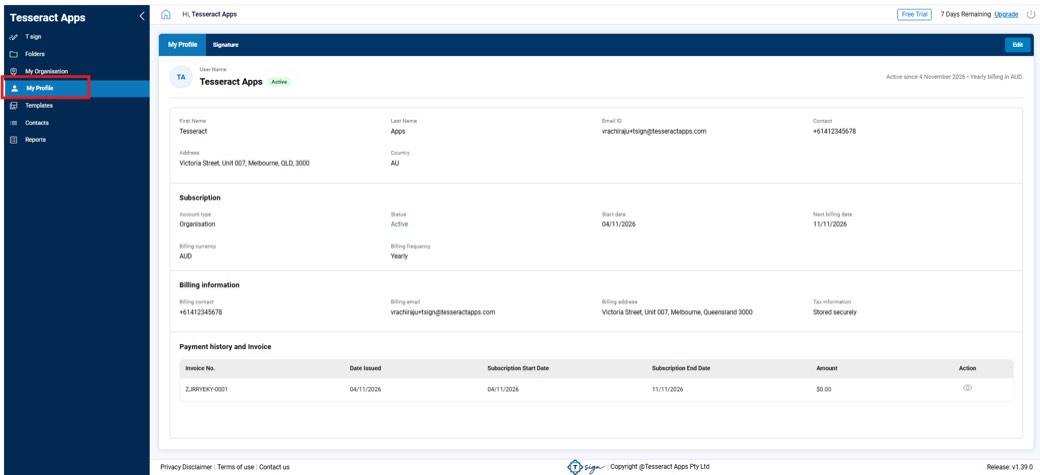 Tesseract Apps
Hi, Tesseract Apps
Free Trial
7 Days Remaining Upgrade
T sign
Folders
My Organisation
My Profile
Templates
Contacts
Reports
My Profile
Signature
Edit
TA
User Name
Tesseract Apps
Active
Active since 4 November 2026 • Yearly billing in AUD.
First Name
Last Name
Email ID
Contact
Tesseract
Apps
vrachiraju+tsign@tesseractapps.com
+61412345678
Address
Country
Victoria Street, Unit 007, Melbourne, QLD, 3000
AU
Subscription
Account type
Status
Start date
Next billing date
Organisation
Active
04/11/2026
11/11/2026
Billing currency
Billing frequency
AUD
Yearly
Billing information
Billing contact
Billing email
Billing address
Tax information
+61412345678
vrachiraju+tsign@tesseractapps.com
Victoria Street, Unit 007, Melbourne, Queensland 3000
Stored securely
Payment history and Invoice
Invoice No.
Date Issued
Subscription Start Date
Subscription End Date
Amount
Action
ZJRRYEKY-0001
04/11/2026
04/11/2026
11/11/2026
$0.00
Privacy Disclaimer | Terms of use | Contact us
T sign | Copyright @Tesseract Apps Pty Ltd
Release: v1.39.0